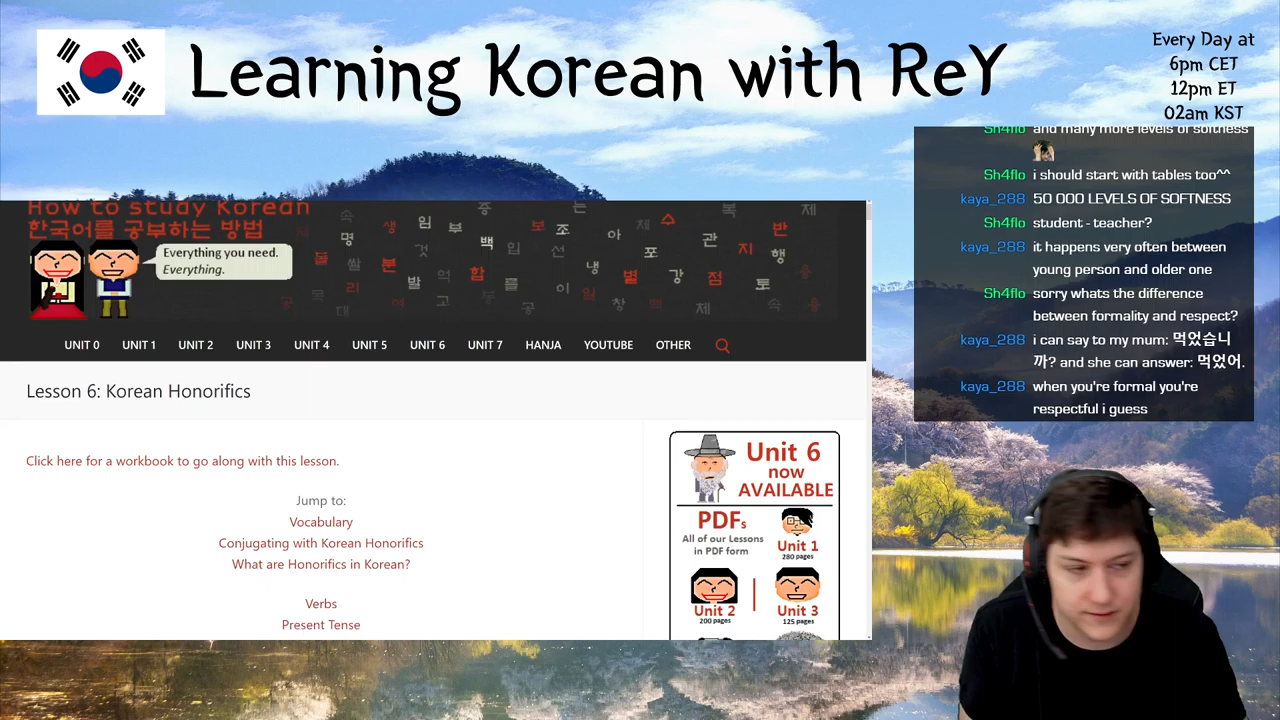 Learning Korean with ReY
Every Day at
6pm CET
12pm ET
02am KST
Sh4flo and many more levels of softness
Sh4flo i should start with tables too^^
kaya_288 50 000 LEVELS OF SOFTNESS
Sh4flo student - teacher?
kaya_288 it happens very often between
young person and older one
Sh4flo sorry whats the difference
between formality and respect?
kaya_288 i can say to my mum: 먹었습니
까? and she can answer: 먹었어.
kaya_288 when you're formal you're
respectful i guess
How to study Korean
한국어를 공부하는 방법
Everything you need.
Everything.
UNIT 0 UNIT 1 UNIT 2 UNIT 3 UNIT 4 UNIT 5 UNIT 6 UNIT 7 HANJA YOUTUBE OTHER
Lesson 6: Korean Honorifics
Click here for a workbook to go along with this lesson.
Jump to:
Vocabulary
Conjugating with Korean Honorifics
What are Honorifics in Korean?
Verbs
Present Tense
Unit 6
now
AVAILABLE
PDFs
All of our Lessons
in PDF form
Unit 1
280 pages
Unit 2
200 pages
Unit 3
125 pages